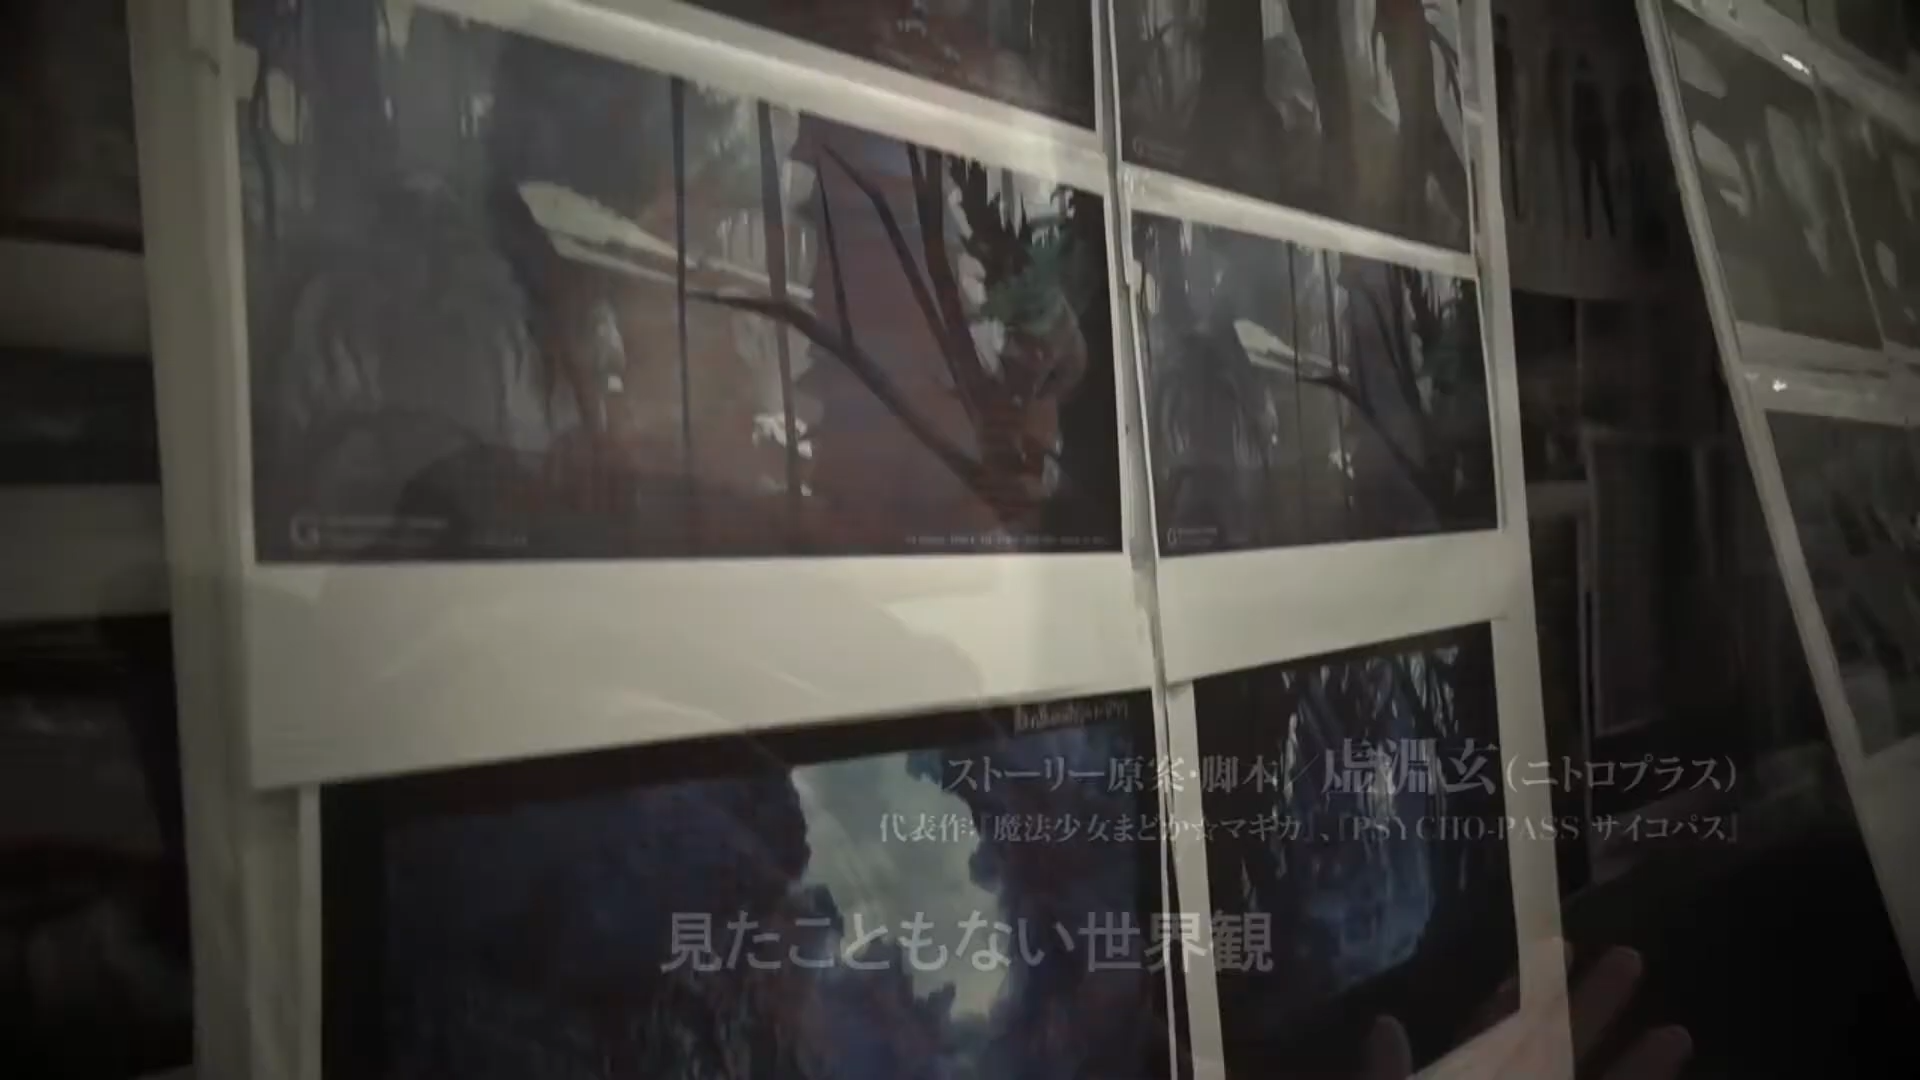 ストーリー原案・脚本／虚淵玄（ニトロプラス）
代表作『魔法少女まどか☆マギカ』、『PSYCHO-PASS サイコパス』
見たこともない世界観